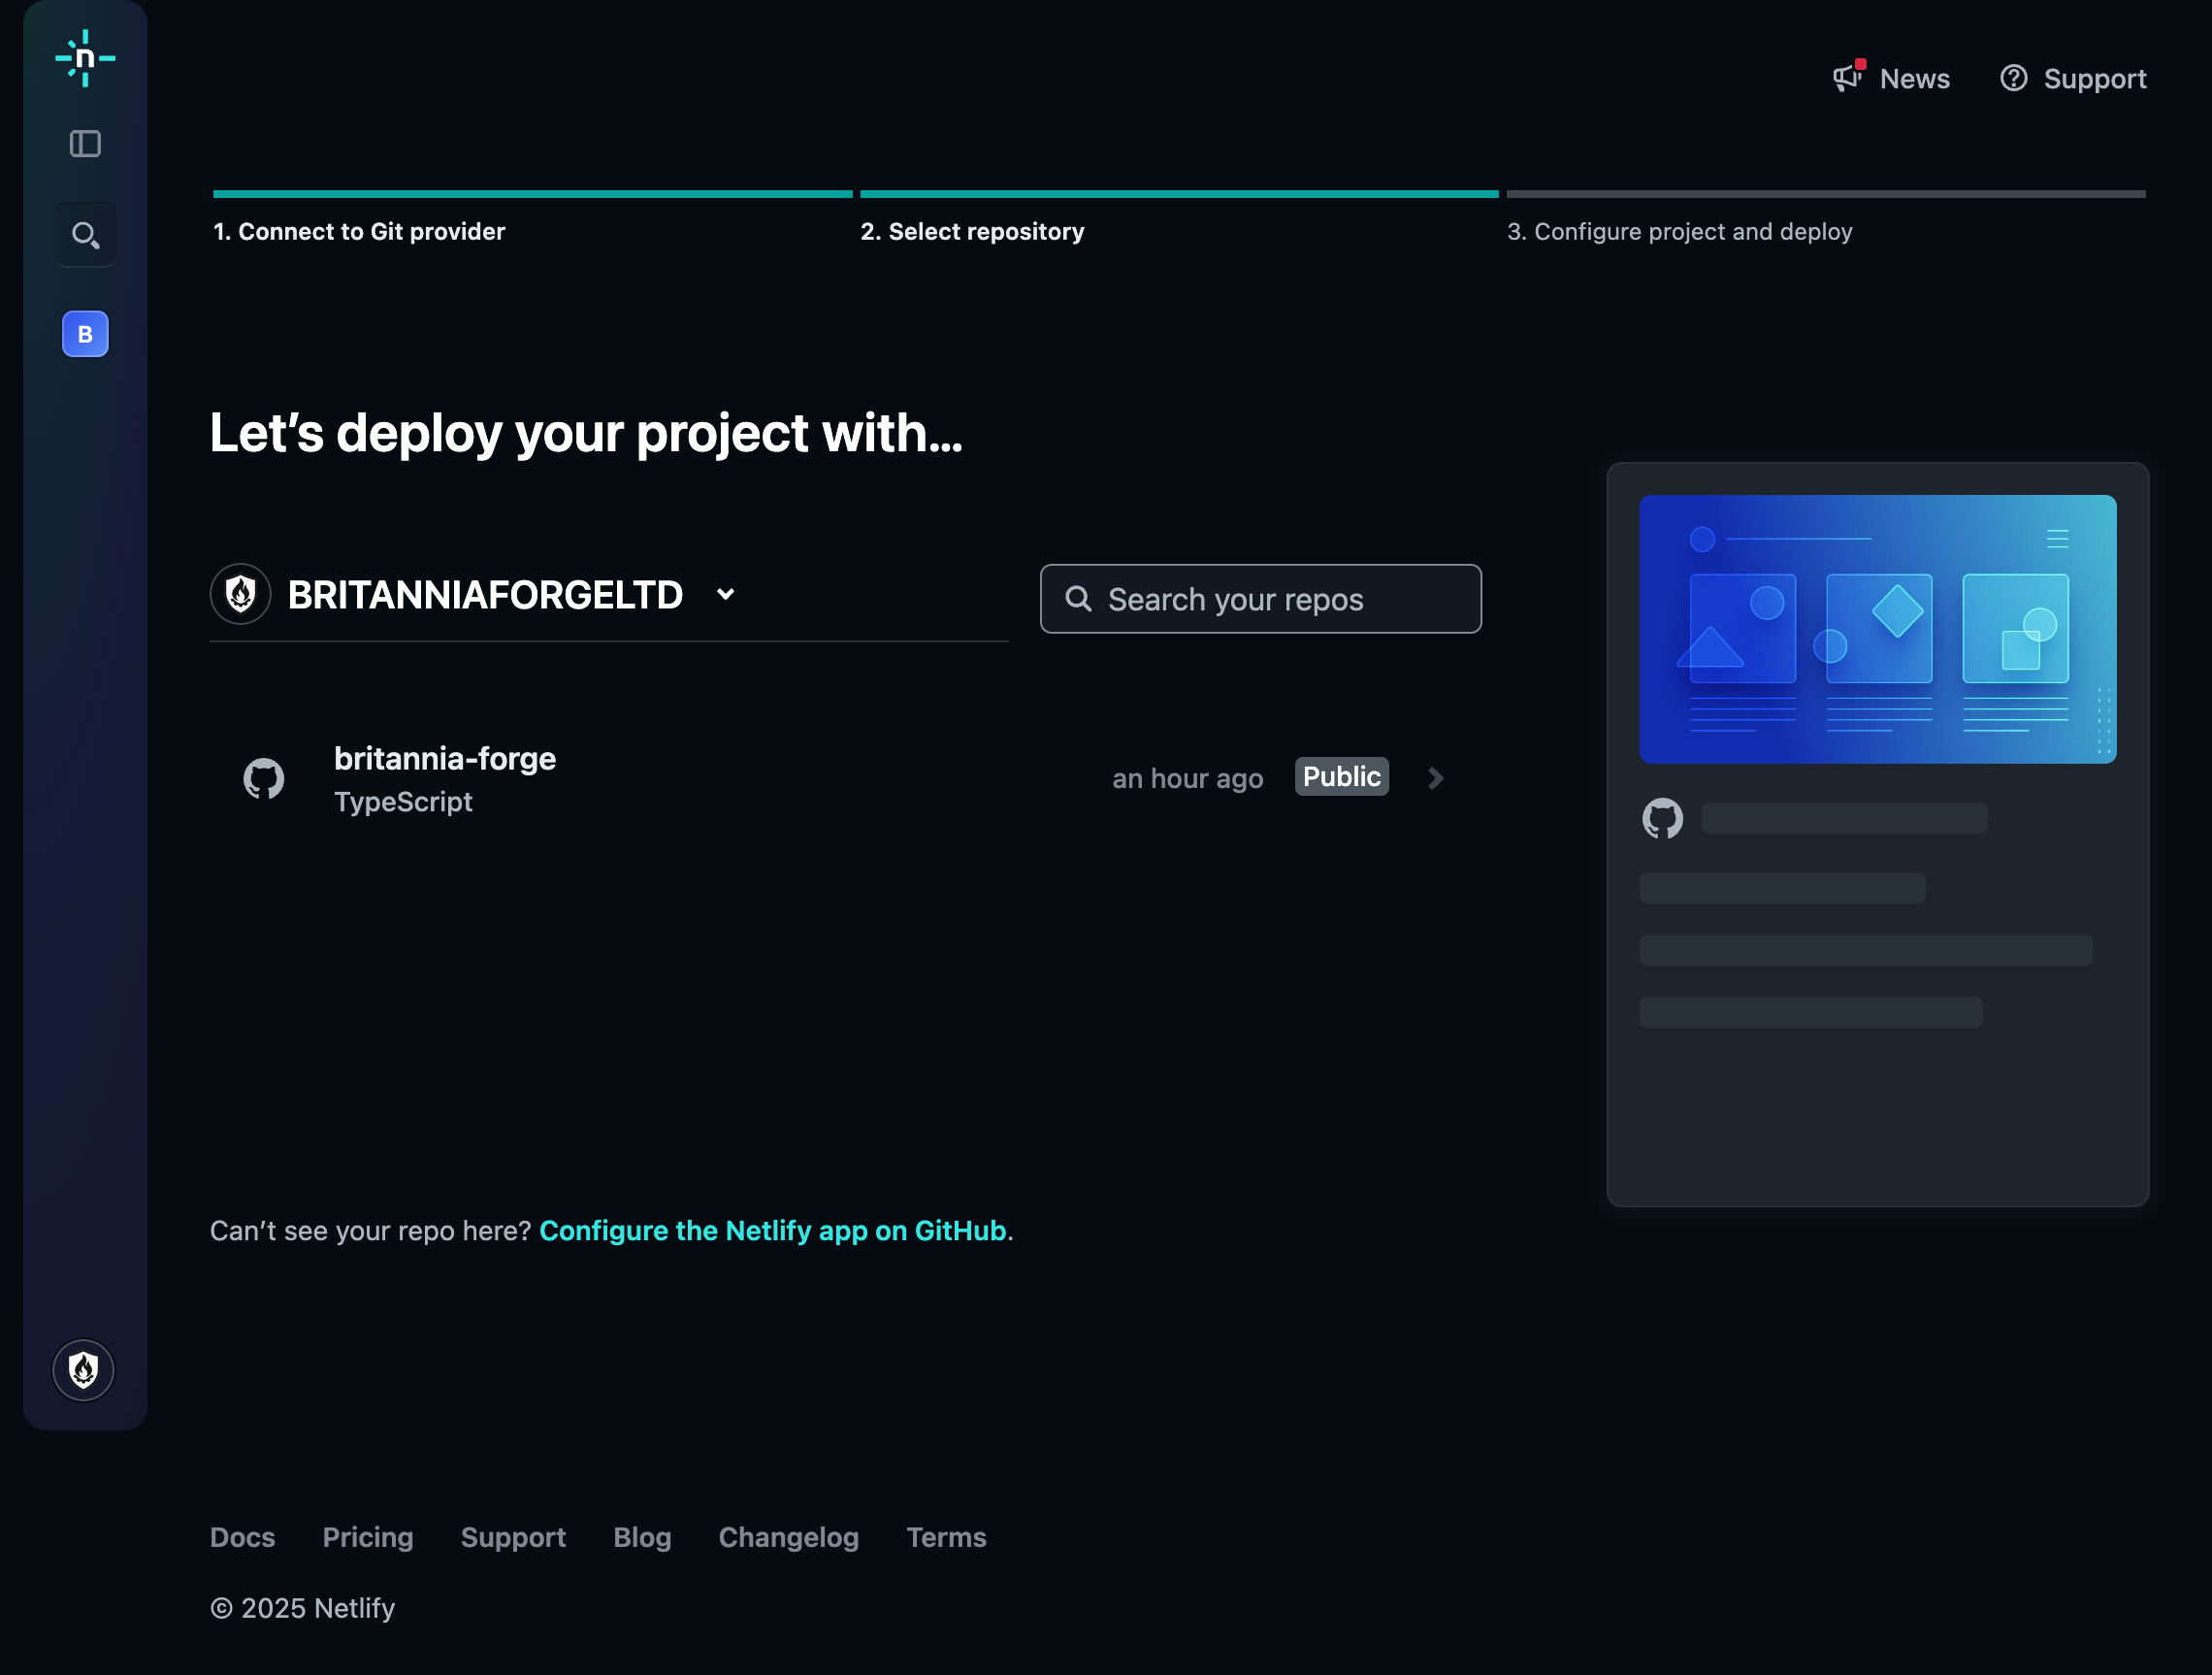 n
News
Support
1. Connect to Git provider
2. Select repository
3. Configure project and deploy
B
Let’s deploy your project with…
BRITANNIAFORGELTD
Search your repos
britannia-forge
TypeScript
an hour ago
Public
Can’t see your repo here? Configure the Netlify app on GitHub.
Docs
Pricing
Support
Blog
Changelog
Terms
© 2025 Netlify